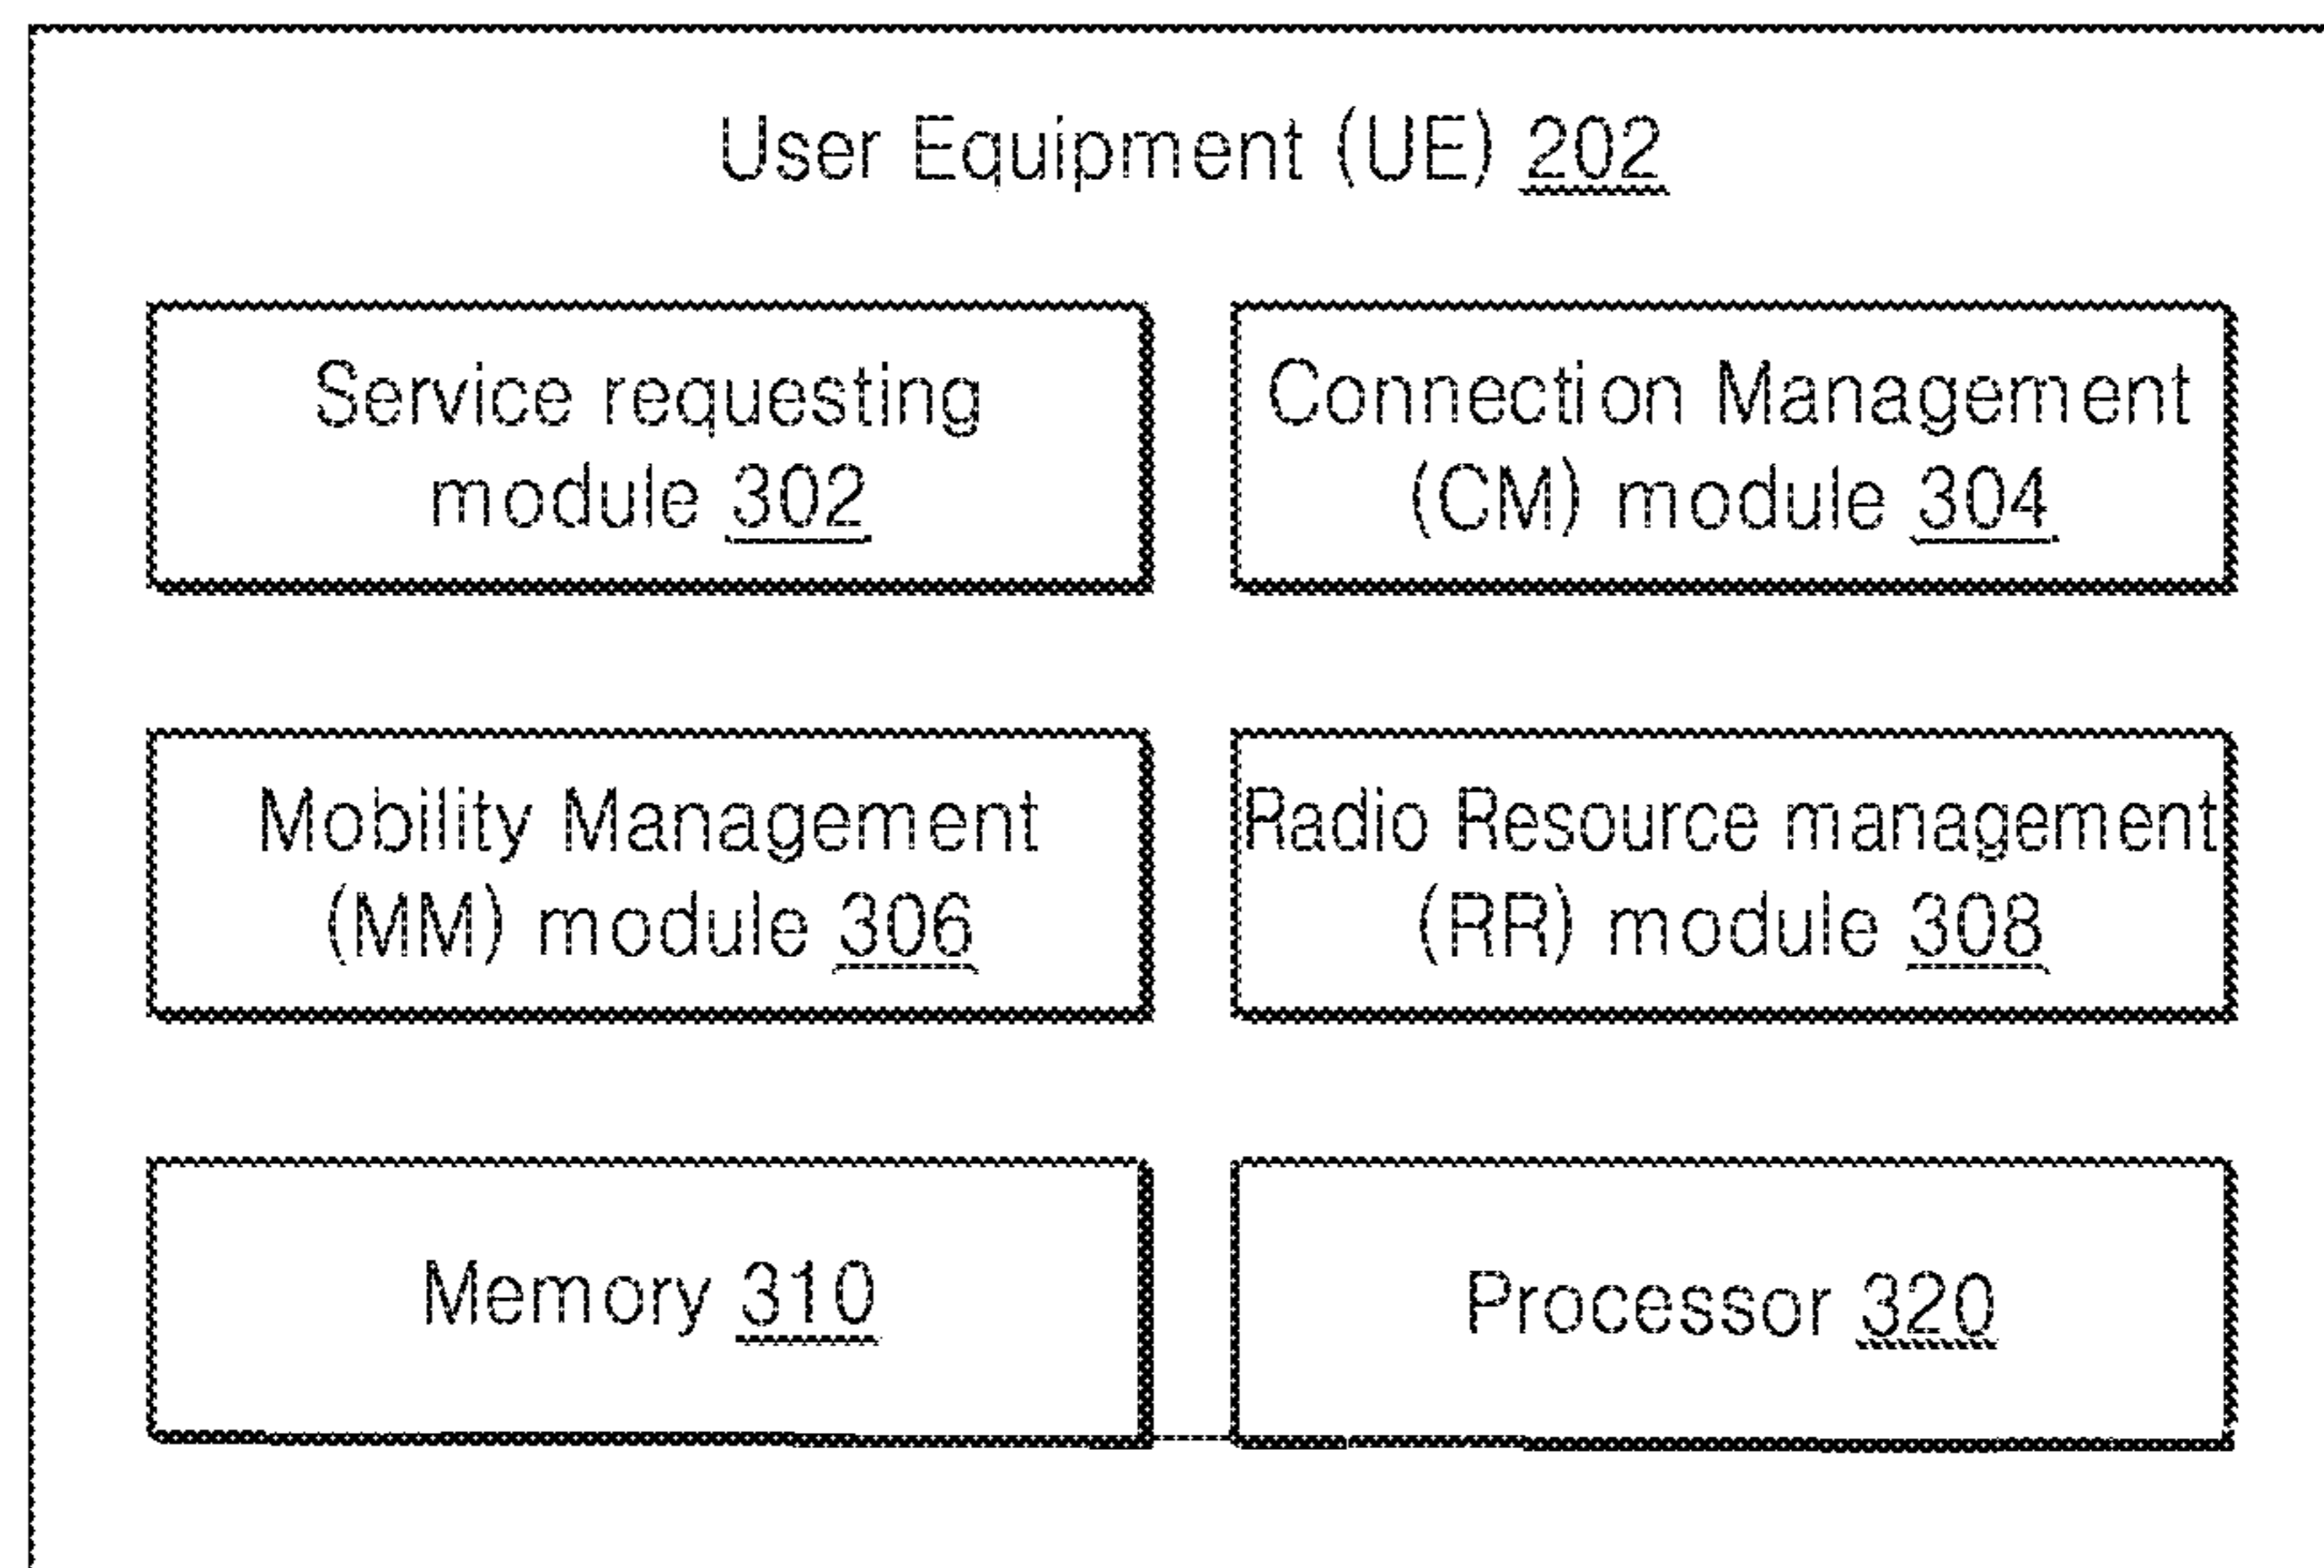 User Equipment (UE) 202
Service requesting
module 302
Connection Management
(CM) module 304
Mobility Management
(MM) module 306
Radio Resource management
(RR) module 308
Memory 310
Processor 320